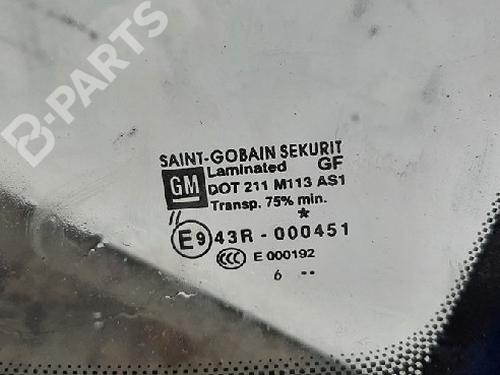 B-PARTS
SAINT-GOBAIN SEKURIT
Laminated GF
GM DOT 211 M113 AS1
Transp. 75% min.
*
E9 43R - 000451
CCC E 000192
6 --